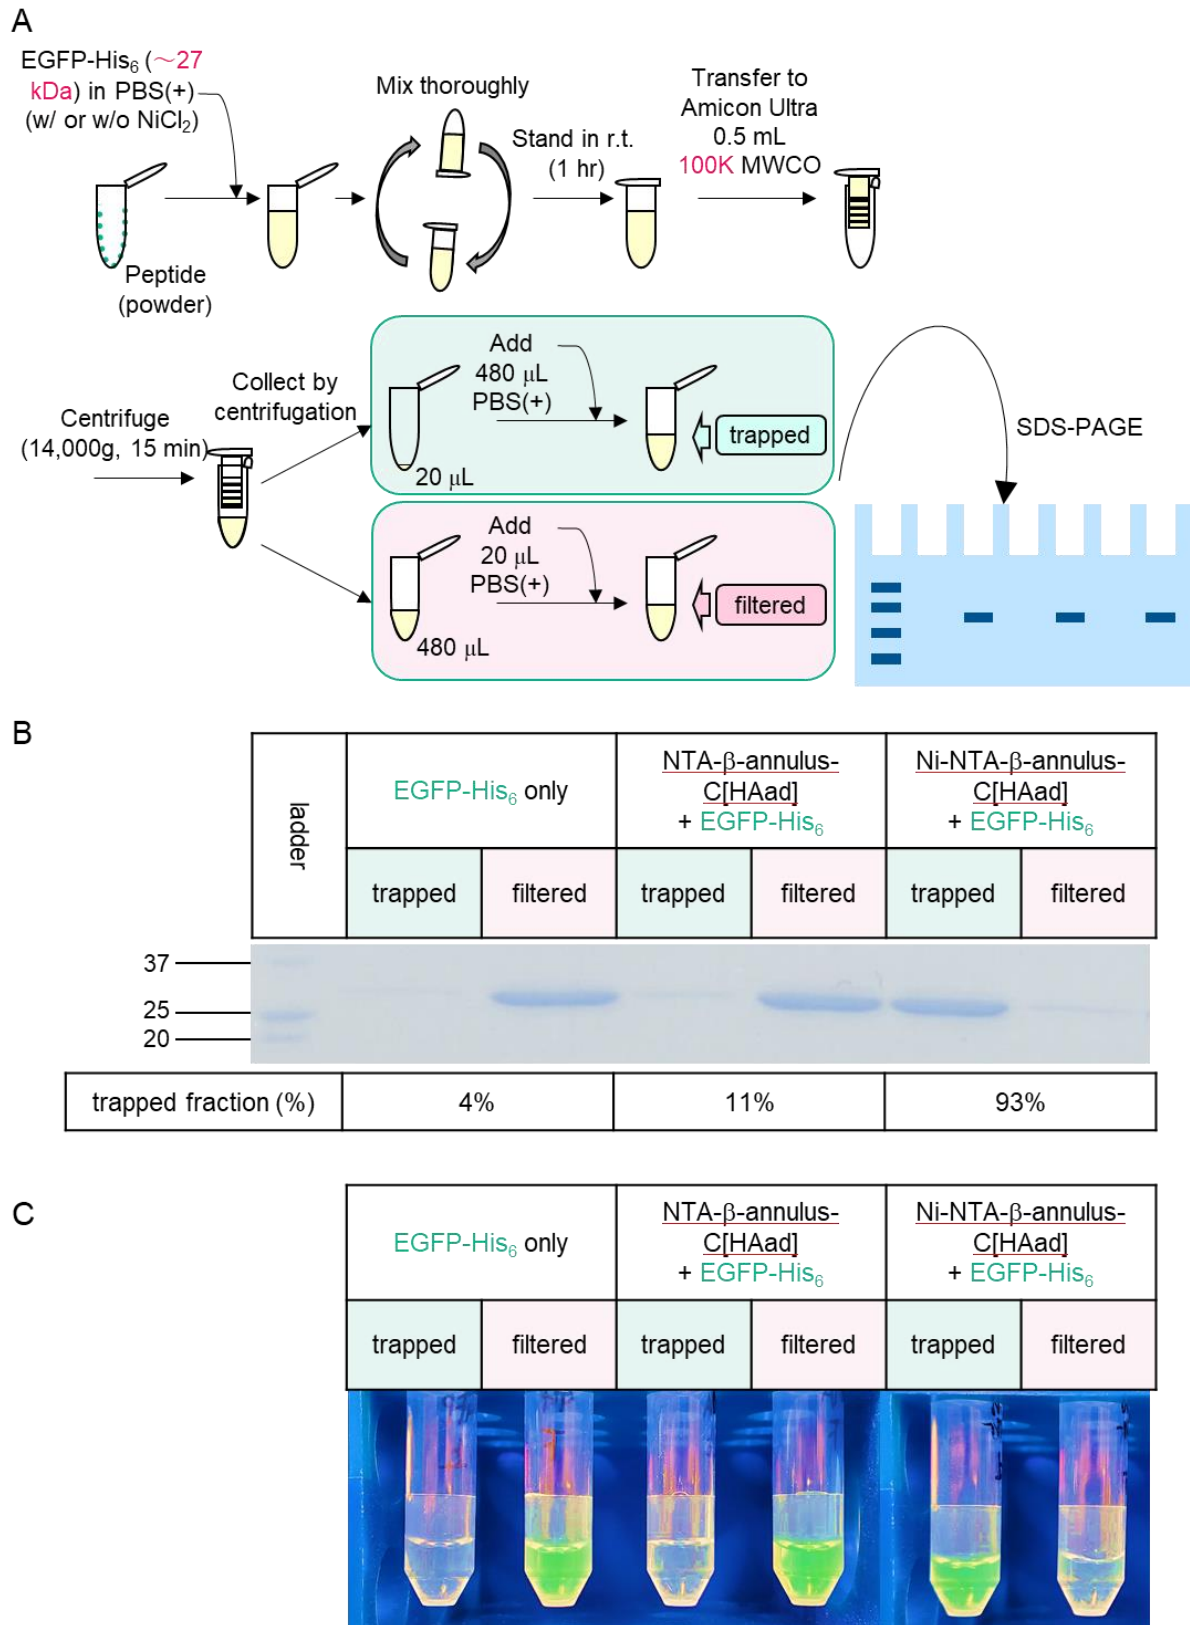 A
EGFP-His₆ (~27
kDa) in PBS(+)
(w/ or w/o NiCl₂)
Mix thoroughly
Stand in r.t.
(1 hr)
Transfer to
Amicon Ultra
0.5 mL
100K MWCO
Peptide
(powder)
Centrifuge
(14,000g, 15 min)
Collect by
centrifugation
20 μL
Add
480 μL
PBS(+)
trapped
480 μL
Add
20 μL
PBS(+)
filtered
SDS-PAGE
B
ladder
EGFP-His₆ only
NTA-β-annulus-
C[HAad]
+ EGFP-His₆
Ni-NTA-β-annulus-
C[HAad]
+ EGFP-His₆
trapped filtered trapped filtered trapped filtered
37
25
20
trapped fraction (%) 4% 11% 93%
C
EGFP-His₆ only
NTA-β-annulus-
C[HAad]
+ EGFP-His₆
Ni-NTA-β-annulus-
C[HAad]
+ EGFP-His₆
trapped filtered trapped filtered trapped filtered